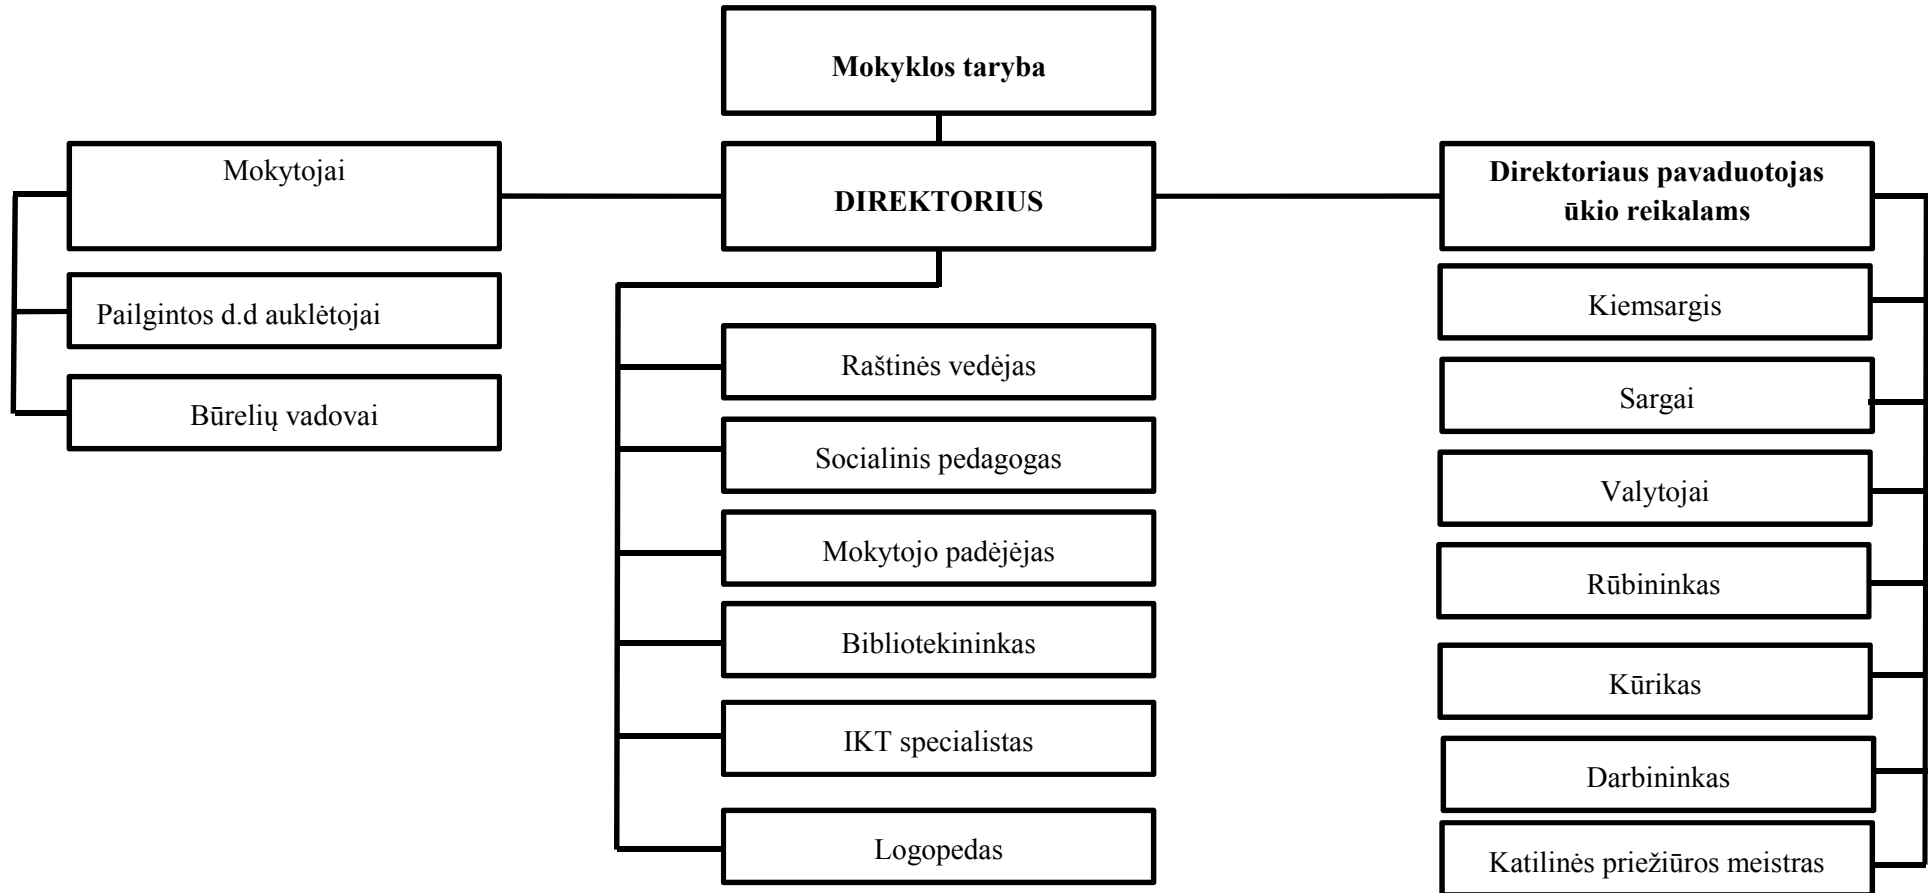 Mokyklos taryba
Mokytojai
DIREKTORIUS
Direktoriaus pavaduotojas
ūkio reikalams
Pailgintos d.d auklėtojai
Būrelių vadovai
Raštinės vedėjas
Socialinis pedagogas
Mokytojo padėjėjas
Bibliotekininkas
IKT specialistas
Logopedas
Kiemsargis
Sargai
Valytojai
Rūbininkas
Kūrikas
Darbininkas
Katilinės priežiūros meistras